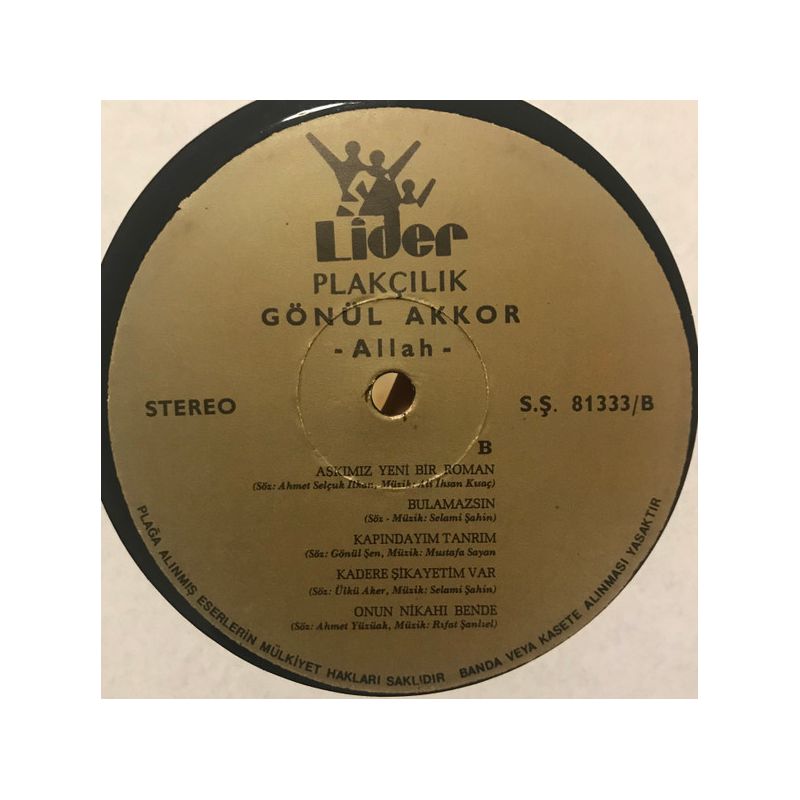 Lider
PLAKÇILIK
GÖNÜL AKKOR
- Allah -
STEREO
S.Ş. 81333/B
B
AŞKIMIZ YENİ BİR ROMAN
(Söz: Ahmet Selçuk İlkan, Müzik: Ali İhsan Kısaç)
BULAMAZSIN
(Söz - Müzik: Selami Şahin)
KAPINDAYIM TANRIM
(Söz: Gönül Şen, Müzik: Mustafa Sayan
KADERE ŞİKAYETİM VAR
(Söz: Ülkü Aker, Müzik: Selami Şahin)
ONUN NİKAHI BENDE
(Söz: Ahmet Yüzüak, Müzik: Rıfat Şanlıel)
PLAĞA ALINMIŞ ESERLERİN MÜLKİYET HAKLARI SAKLIDIR BANDA VEYA KASETE ALINMASI YASAKTIR